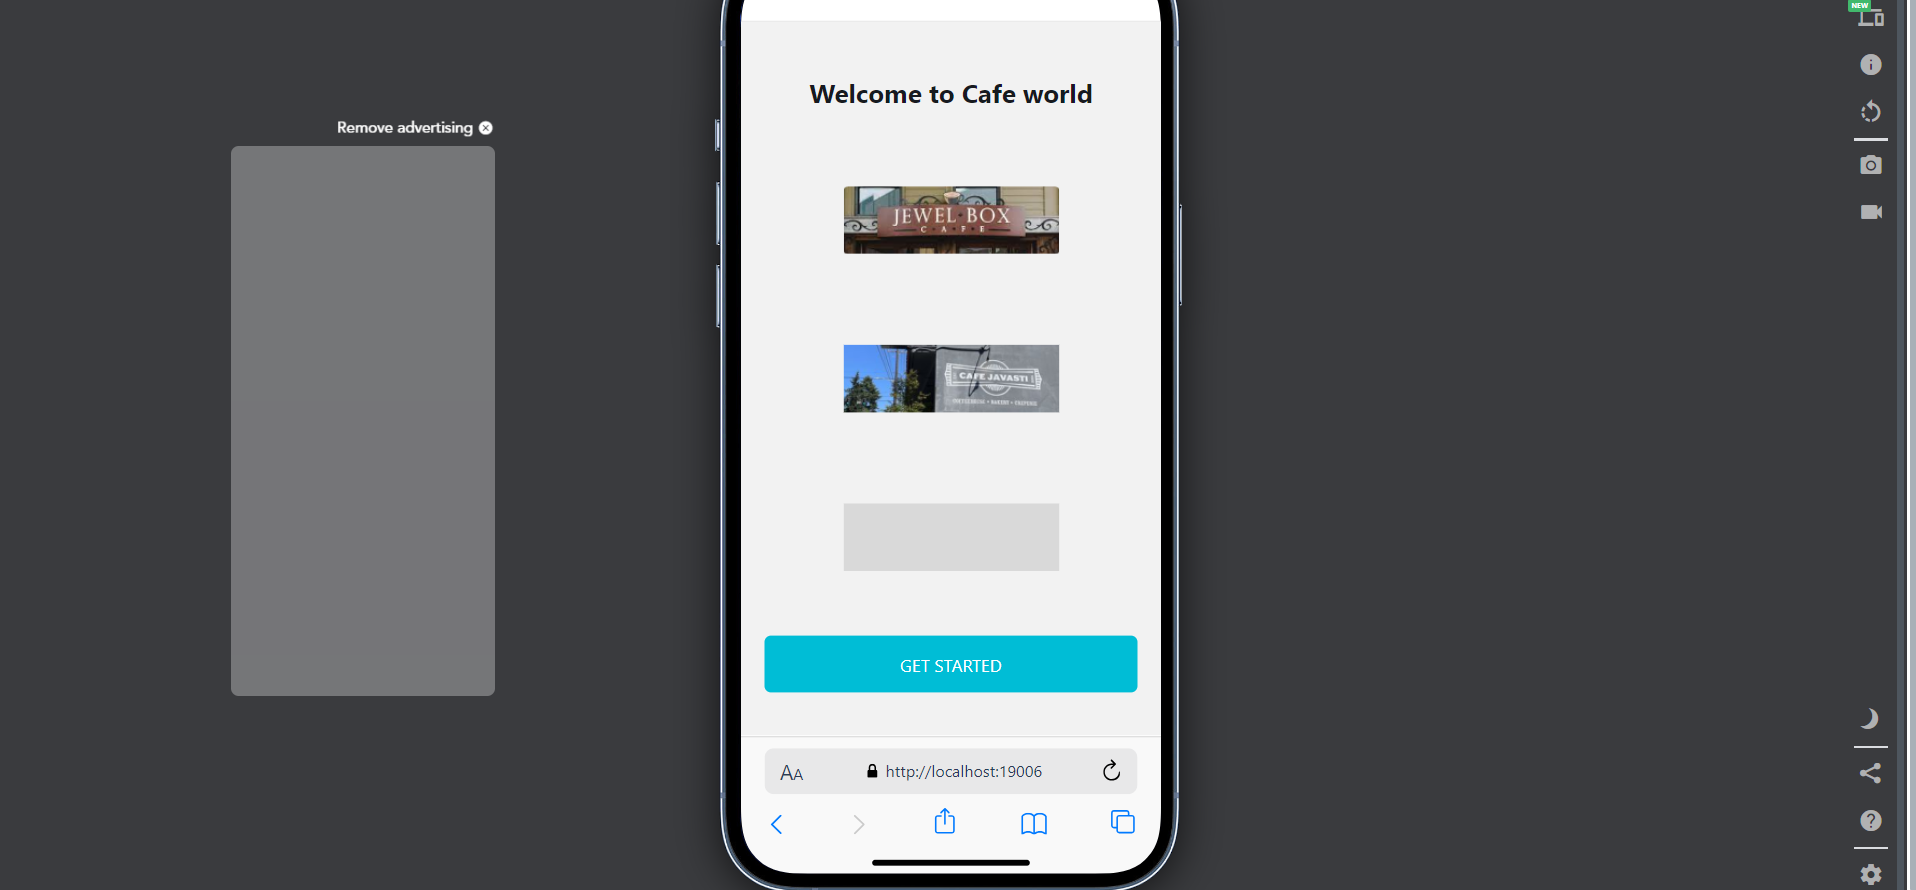 NEW
Remove advertising
Welcome to Cafe world
JEWEL BOX
C·A·F·E
CAFE JAVASTI
GET STARTED
AA
http://localhost:19006